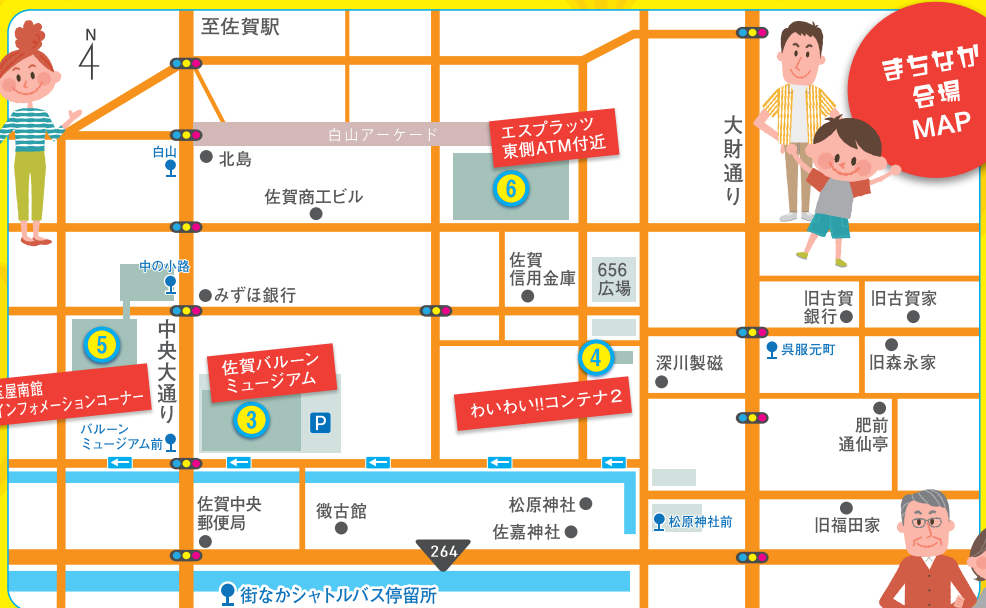 至佐賀駅
N
まちなか
会場
MAP
白山アーケード
エスプラッツ
東側ATM付近
6
白山
北島
大財通り
佐賀商工ビル
中の小路
みずほ銀行
佐賀
信用金庫
656
広場
旧古賀
銀行
旧古賀家
5
中央大通り
佐賀バルーン
ミュージアム
3
P
4
呉服元町
旧森永家
深川製磁
玉屋南館
インフォメーションコーナー
わいわい!!コンテナ2
バルーン
ミュージアム前
肥前
通仙亭
佐賀中央
郵便局
徴古館
松原神社
佐嘉神社
松原神社前
旧福田家
264
街なかシャトルバス停留所